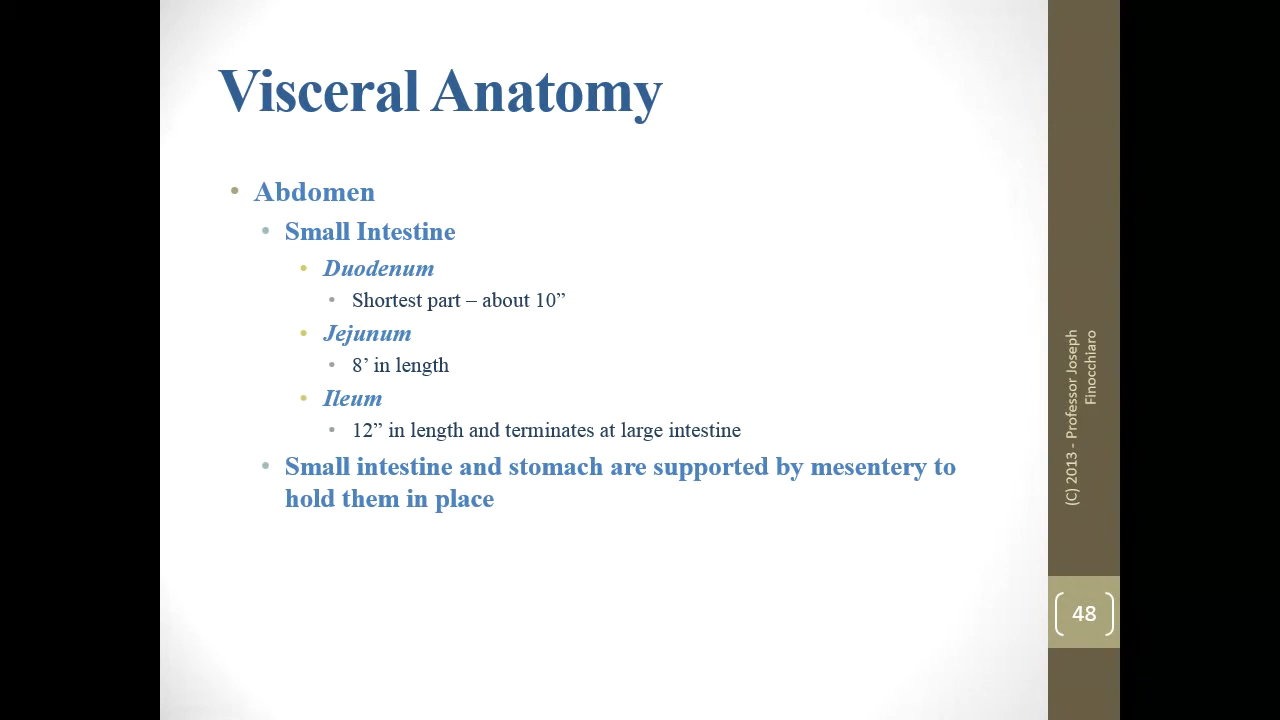 Visceral Anatomy
• Abdomen
• Small Intestine
• Duodenum
• Shortest part – about 10”
• Jejunum
• 8’ in length
• Ileum
• 12” in length and terminates at large intestine
• Small intestine and stomach are supported by mesentery to
hold them in place
(C) 2013 - Professor Joseph
Finocchiaro
48